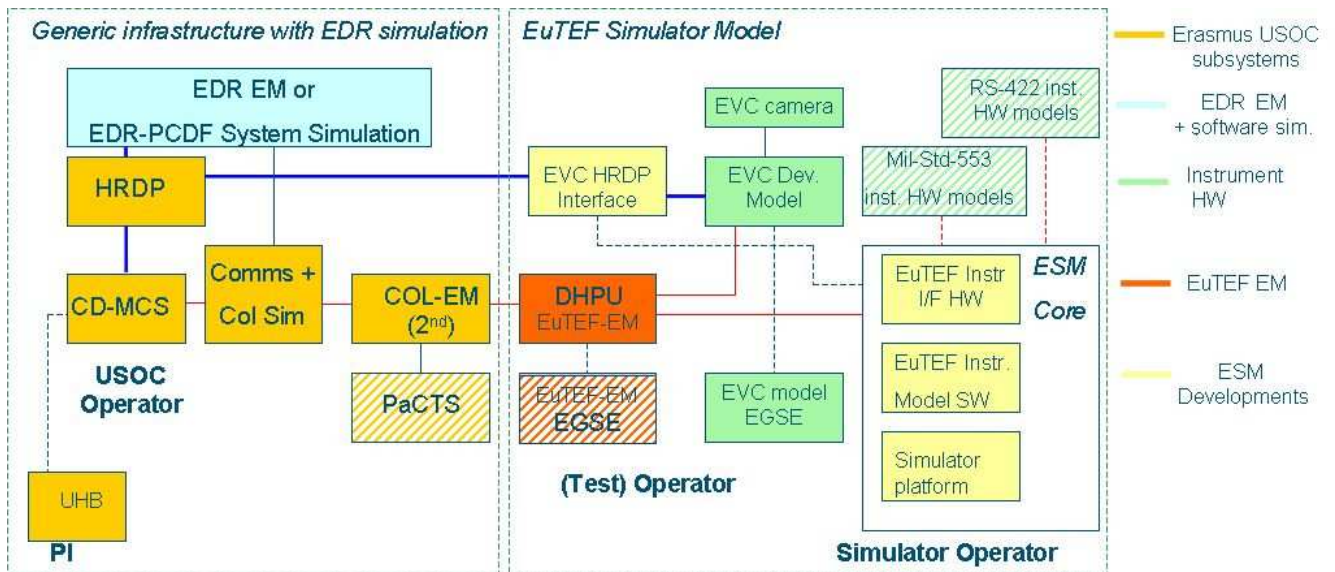 Generic infrastructure with EDR simulation
EDR EM or
EDR-PCDF System Simulation
HRDP
CD-MCS
Comms +
Col Sim
COL-EM
(2nd)
USOC
Operator
PaCTS
UHB
PI
EuTEF Simulator Model
EVC camera
RS-422 inst.
HW models
EVC HRDP
Interface
EVC Dev.
Model
Mil-Std-553
inst. HW models
DHPU
EuTEF-EM
EuTEF Instr
I/F HW
ESM
Core
EuTEF-EM
EGSE
EVC model
EGSE
EuTEF Instr.
Model SW
Simulator
platform
(Test) Operator
Simulator Operator
Erasmus USOC
subsystems
EDR EM
+ software sim.
Instrument
HW
EuTEF EM
ESM
Developments